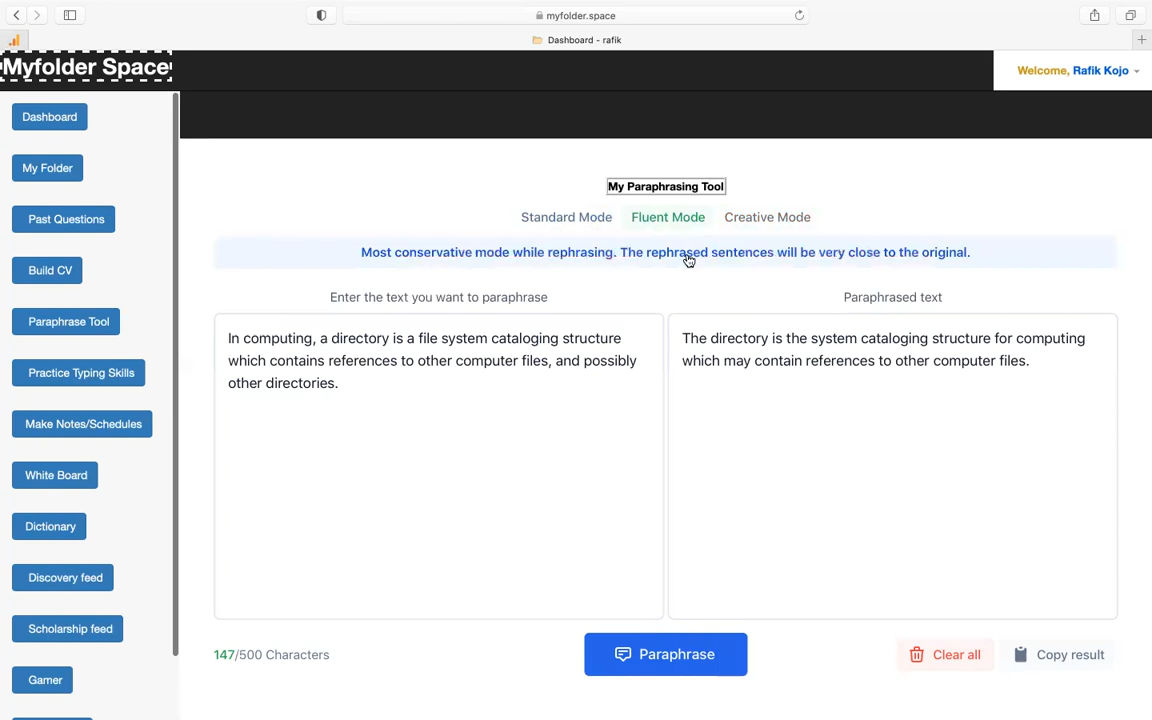 myfolder.space
Dashboard - rafik
Myfolder Space
Welcome, Rafik Kojo
Dashboard
My Folder
Past Questions
Build CV
Paraphrase Tool
Practice Typing Skills
Make Notes/Schedules
White Board
Dictionary
Discovery feed
Scholarship feed
Gamer
My Paraphrasing Tool
Standard Mode Fluent Mode Creative Mode
Most conservative mode while rephrasing. The rephrased sentences will be very close to the original.
Enter the text you want to paraphrase
In computing, a directory is a file system cataloging structure
which contains references to other computer files, and possibly
other directories.
Paraphrased text
The directory is the system cataloging structure for computing
which may contain references to other computer files.
147/500 Characters
Paraphrase
Clear all
Copy result